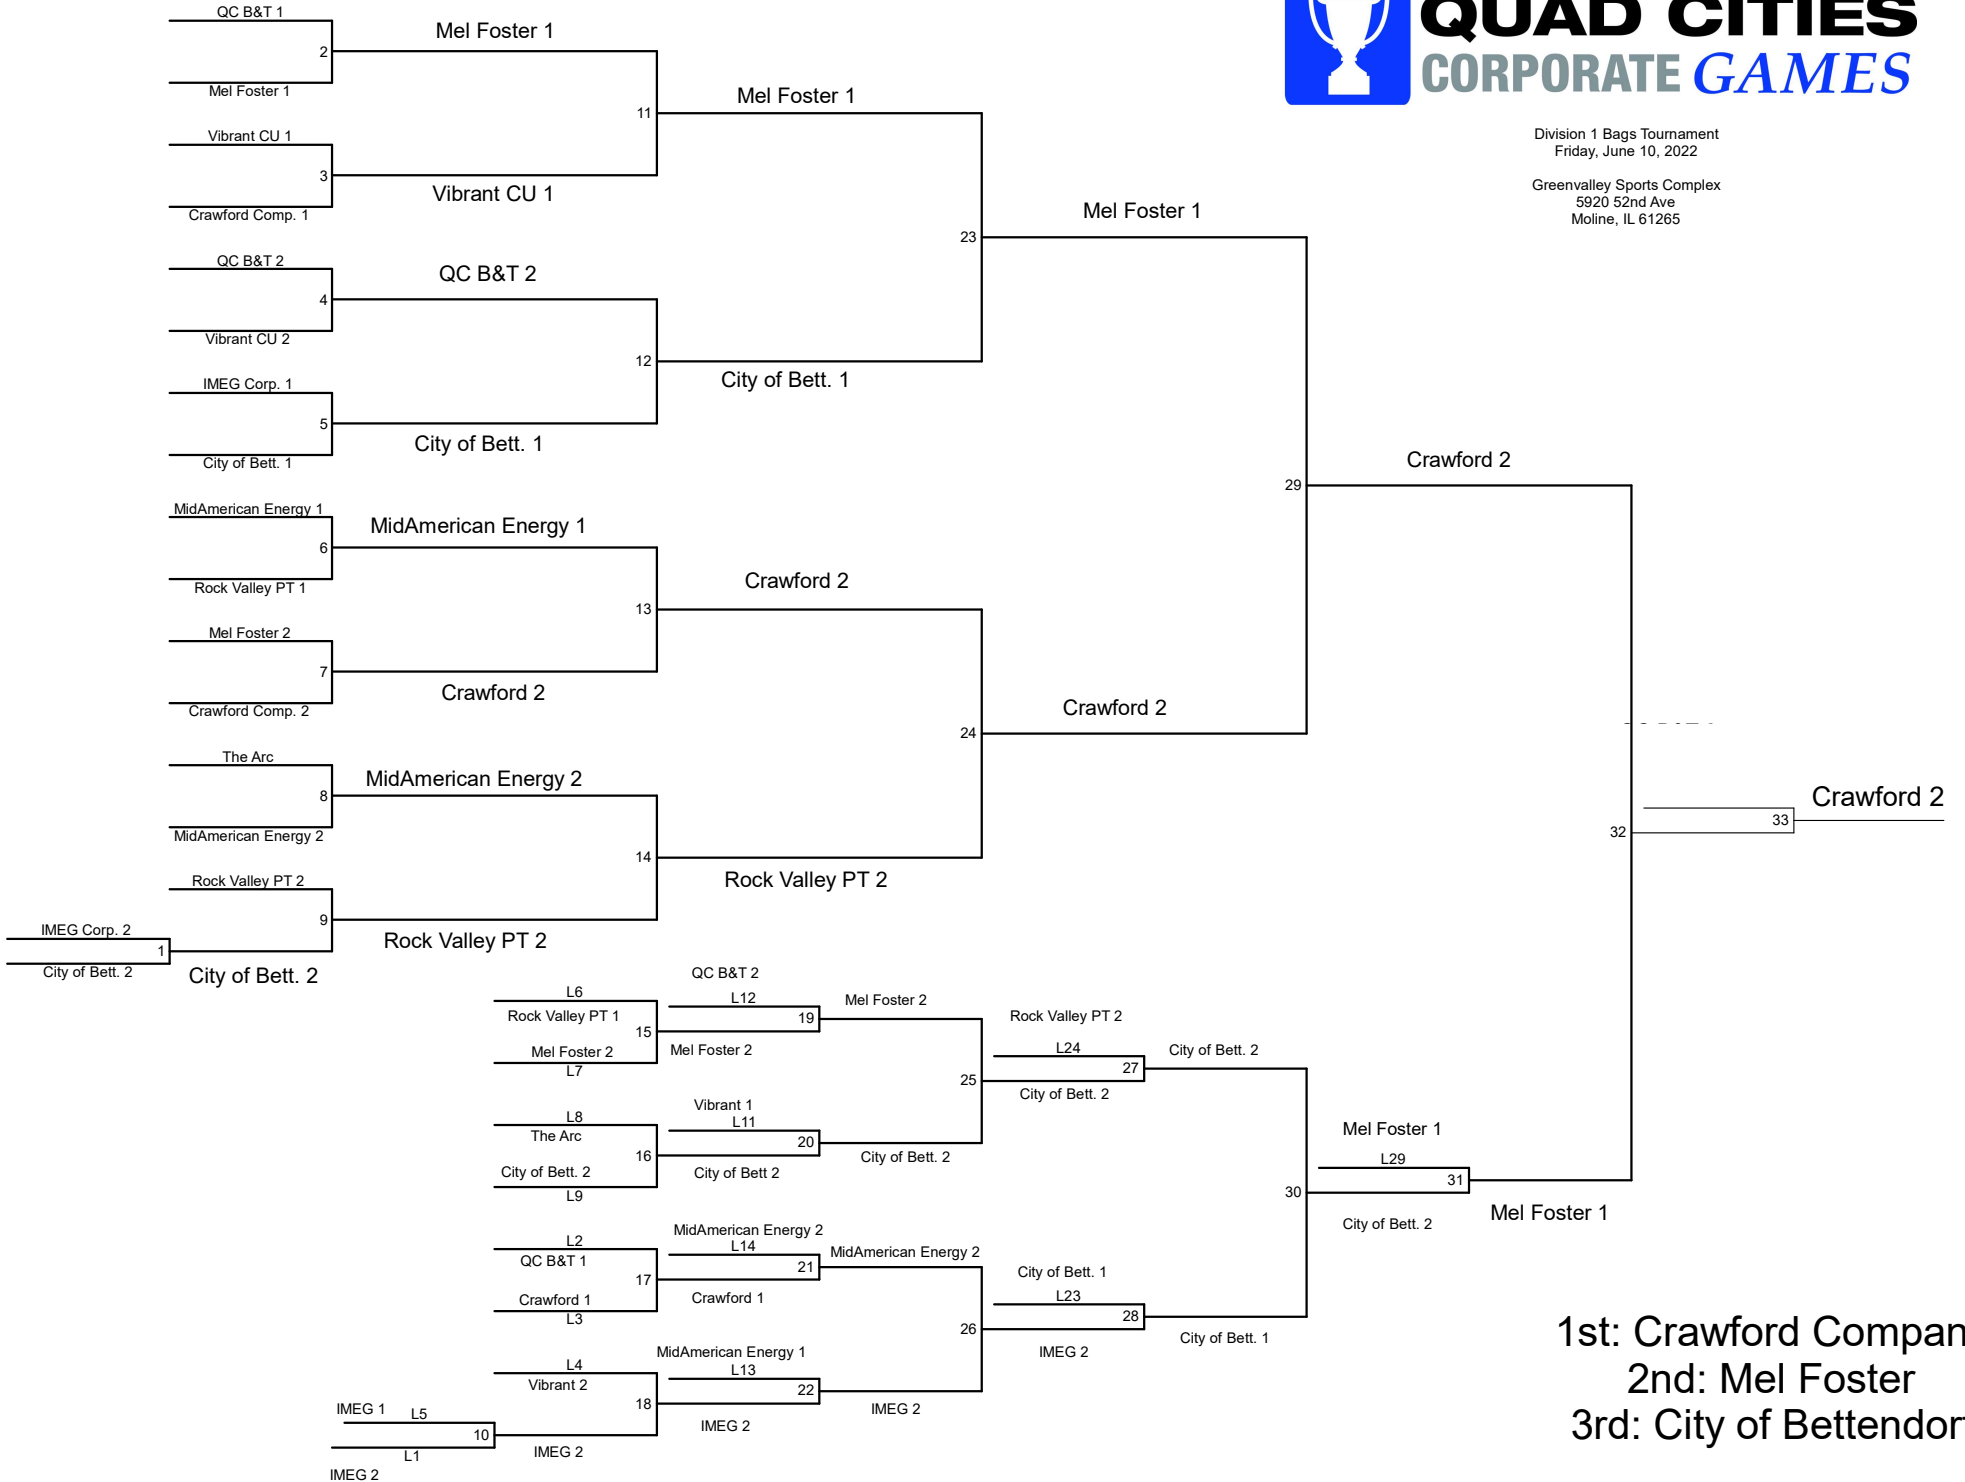 QUAD CITIES
CORPORATE GAMES
Division 1 Bags Tournament
Friday, June 10, 2022
Greenvalley Sports Complex
5920 52nd Ave
Moline, IL 61265
QC B&T 1
2
Mel Foster 1
Mel Foster 1
Vibrant CU 1
3
Crawford Comp. 1
Vibrant CU 1
11
Mel Foster 1
QC B&T 2
4
Vibrant CU 2
QC B&T 2
IMEG Corp. 1
5
City of Bett. 1
City of Bett. 1
12
City of Bett. 1
23
Mel Foster 1
MidAmerican Energy 1
6
Rock Valley PT 1
MidAmerican Energy 1
Mel Foster 2
7
Crawford Comp. 2
Crawford 2
13
Crawford 2
The Arc
8
MidAmerican Energy 2
MidAmerican Energy 2
Rock Valley PT 2
9
IMEG Corp. 2
1
City of Bett. 2
City of Bett. 2
Rock Valley PT 2
14
Rock Valley PT 2
24
Crawford 2
29
Crawford 2
32
33
Crawford 2
L6
Rock Valley PT 1
15
Mel Foster 2
L7
QC B&T 2
L12
19
Mel Foster 2
Mel Foster 2
L8
The Arc
16
City of Bett. 2
L9
Vibrant 1
L11
20
City of Bett 2
City of Bett. 2
25
Rock Valley PT 2
L24
27
City of Bett. 2
City of Bett. 2
L2
QC B&T 1
17
Crawford 1
L3
MidAmerican Energy 2
L14
21
Crawford 1
MidAmerican Energy 2
L4
Vibrant 2
18
IMEG 1
L5
10
L1
IMEG 2
IMEG 2
MidAmerican Energy 1
L13
22
IMEG 2
IMEG 2
26
City of Bett. 1
L23
28
IMEG 2
City of Bett. 1
30
Mel Foster 1
L29
31
City of Bett. 2
Mel Foster 1
1st: Crawford Compan
2nd: Mel Foster
3rd: City of Bettendorf